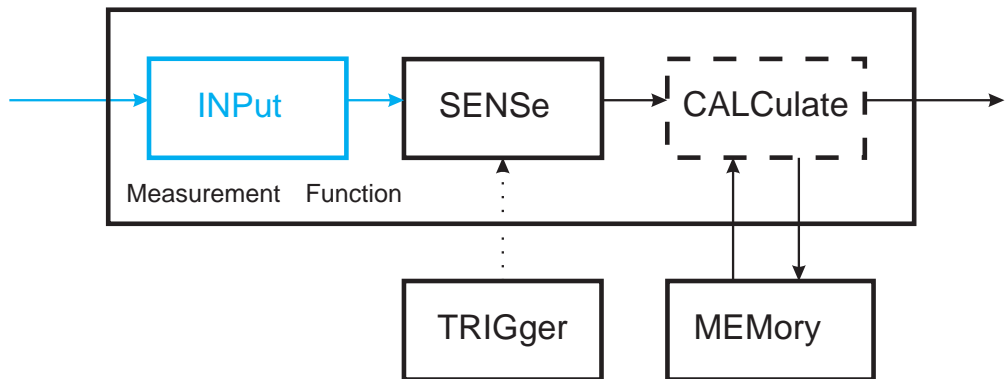 INPut
SENSe
CALCulate
Measurement Function
TRIGger
MEMory